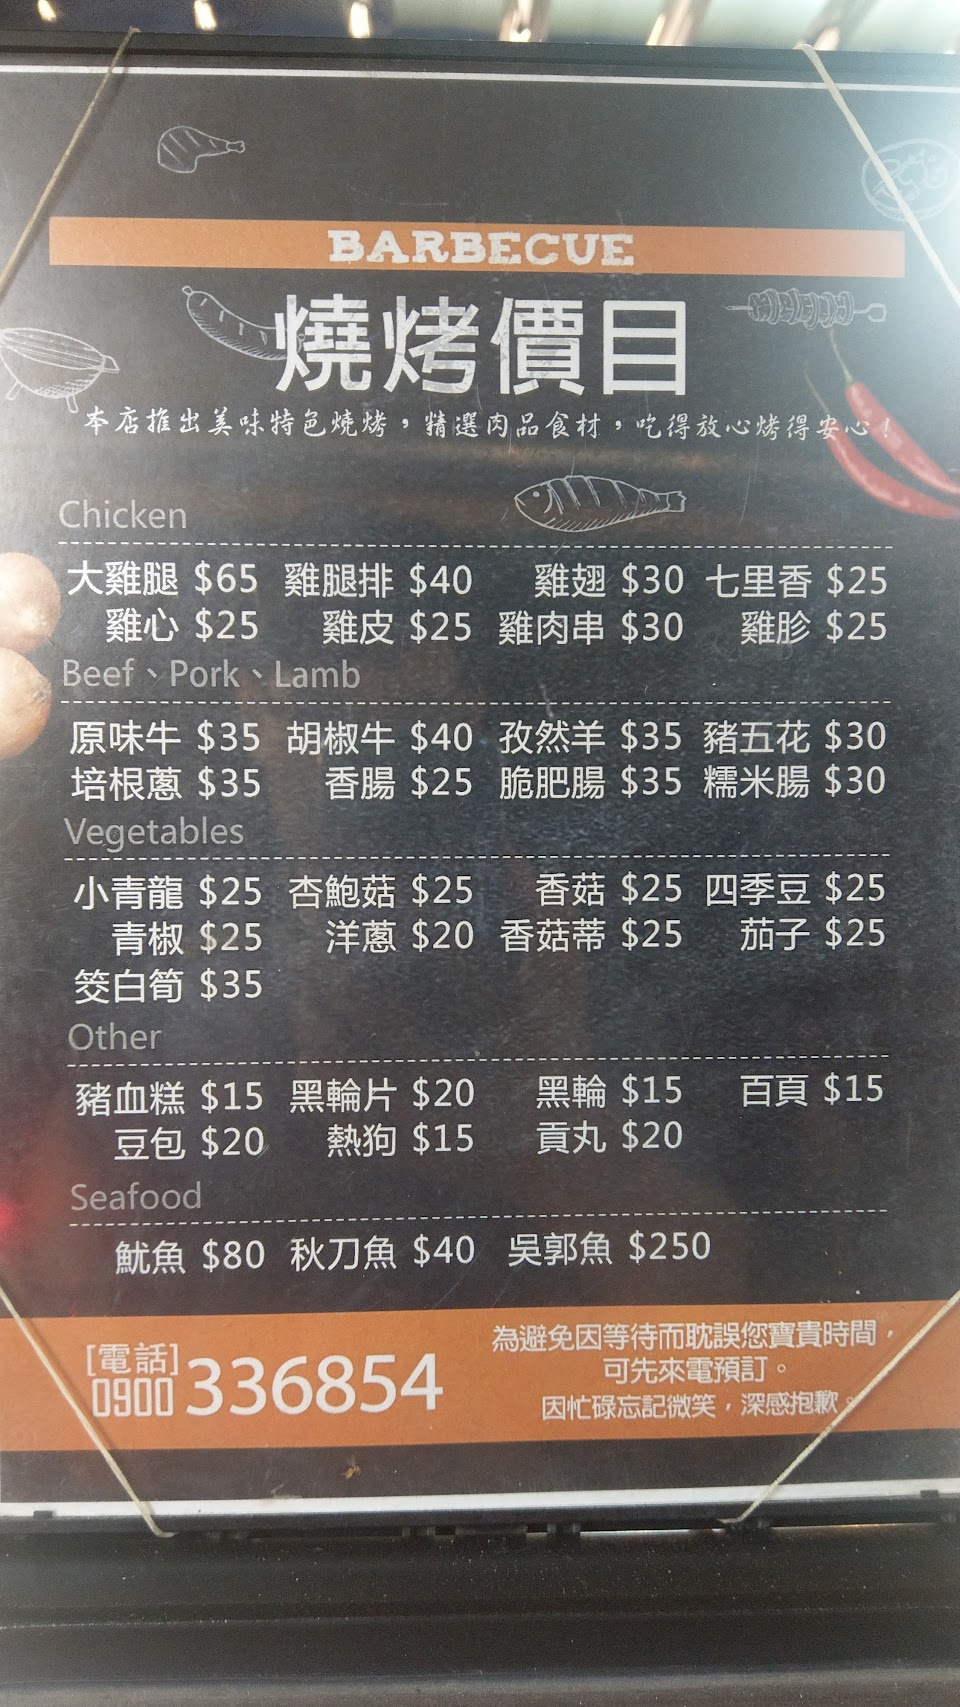 BARBECUE
燒烤價目
本店推出美味特色燒烤，精選肉品食材，吃得放心烤得安心！
Chicken
大雞腿 $65 雞腿排 $40 雞翅 $30 七里香 $25
雞心 $25 雞皮 $25 雞肉串 $30 雞胗 $25
Beef、Pork、Lamb
原味牛 $35 胡椒牛 $40 孜然羊 $35 豬五花 $30
培根蔥 $35 香腸 $25 脆肥腸 $35 糯米腸 $30
Vegetables
小青龍 $25 杏鮑菇 $25 香菇 $25 四季豆 $25
青椒 $25 洋蔥 $20 香菇蒂 $25 茄子 $25
筊白筍 $35
Other
豬血糕 $15 黑輪片 $20 黑輪 $15 百頁 $15
豆包 $20 熱狗 $15 貢丸 $20
Seafood
魷魚 $80 秋刀魚 $40 吳郭魚 $250
[電話]
0900 336854
為避免因等待而耽誤您寶貴時間，
可先來電預訂。
因忙碌忘記微笑，深感抱歉。